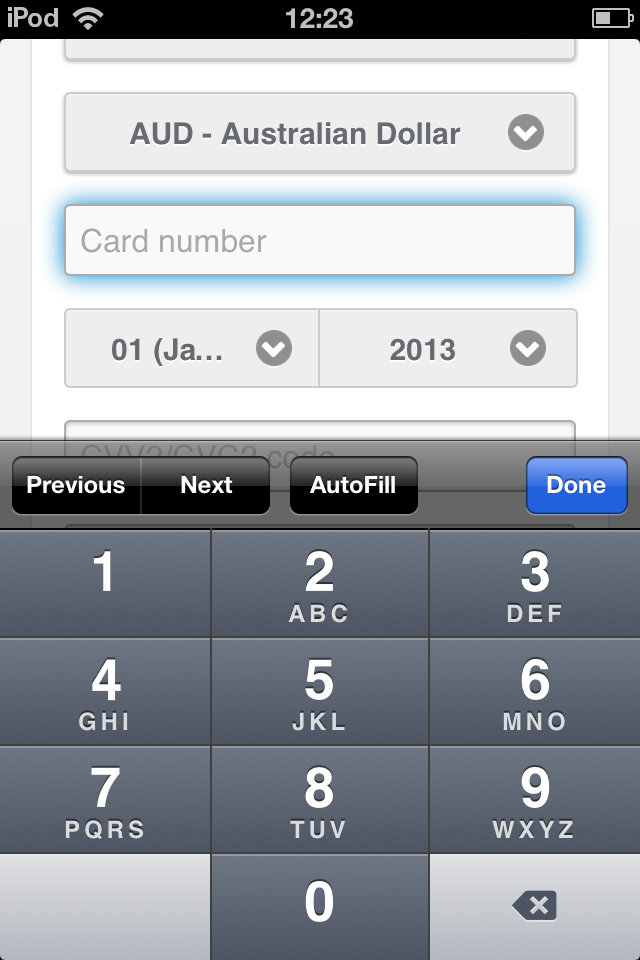 iPod 12:23
AUD - Australian Dollar
Card number
01 (Ja... 2013
CVV2/CVC2 code
Previous Next AutoFill Done
1 2 3
ABC DEF
4 5 6
GHI JKL MNO
7 8 9
PQRS TUV WXYZ
0